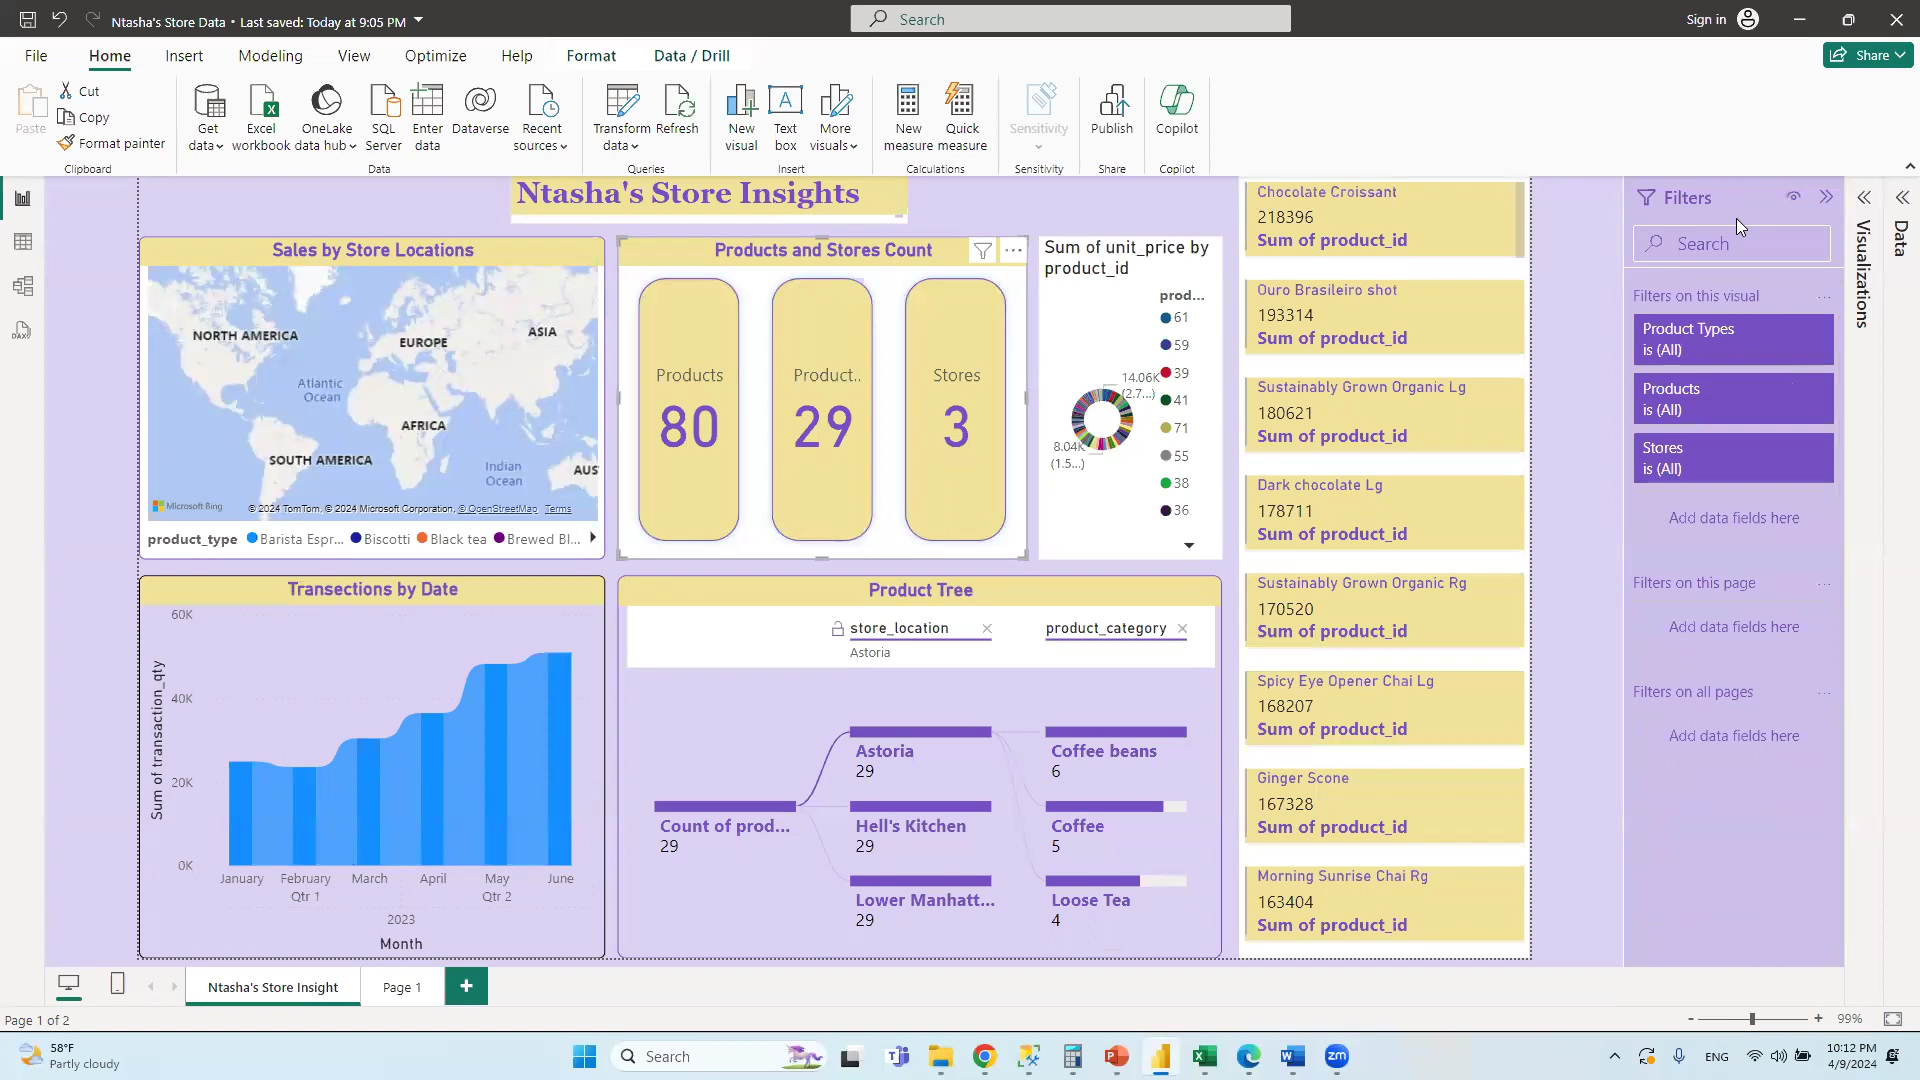 Ntasha's Store Data • Last saved: Today at 9:05 PM
Search
Sign in
File
Home
Insert
Modeling
View
Optimize
Help
Format
Data / Drill
Share
Paste
Cut
Copy
Format painter
Get data
Excel workbook
OneLake data hub
SQL Server
Enter data
Dataverse
Recent sources
Transform data
Refresh
New visual
Text box
More visuals
New measure
Quick measure
Sensitivity
Publish
Copilot
Clipboard
Data
Queries
Insert
Calculations
Sensitivity
Share
Copilot
Ntasha's Store Insights
Sales by Store Locations
NORTH AMERICA
EUROPE
ASIA
Atlantic
Ocean
AFRICA
SOUTH AMERICA
Indian
Ocean
AUS
Microsoft Bing
© 2024 TomTom, © 2024 Microsoft Corporation, © OpenStreetMap Terms
product_type
Barista Espr...
Biscotti
Black tea
Brewed Bl...
Products and Stores Count
Products
80
Product..
29
Stores
3
Sum of unit_price by
product_id
prod...
61
59
39
41
71
55
38
36
14.06K
(2.7...)
8.04K
(1.5...)
Transections by Date
Sum of transaction_qty
60K
40K
20K
0K
January
February
March
April
May
June
Qtr 1
Qtr 2
2023
Month
Product Tree
store_location
Astoria
product_category
Count of prod...
29
Astoria
29
Hell's Kitchen
29
Lower Manhatt...
29
Coffee beans
6
Coffee
5
Loose Tea
4
Chocolate Croissant
218396
Sum of product_id
Ouro Brasileiro shot
193314
Sum of product_id
Sustainably Grown Organic Lg
180621
Sum of product_id
Dark chocolate Lg
178711
Sum of product_id
Sustainably Grown Organic Rg
170520
Sum of product_id
Spicy Eye Opener Chai Lg
168207
Sum of product_id
Ginger Scone
167328
Sum of product_id
Morning Sunrise Chai Rg
163404
Sum of product_id
Filters
Search
Filters on this visual
Product Types
is (All)
Products
is (All)
Stores
is (All)
Add data fields here
Filters on this page
Add data fields here
Filters on all pages
Add data fields here
Visualizations
Data
Ntasha's Store Insight
Page 1
Page 1 of 2
99%
58°F
Partly cloudy
Search
ENG
10:12 PM
4/9/2024